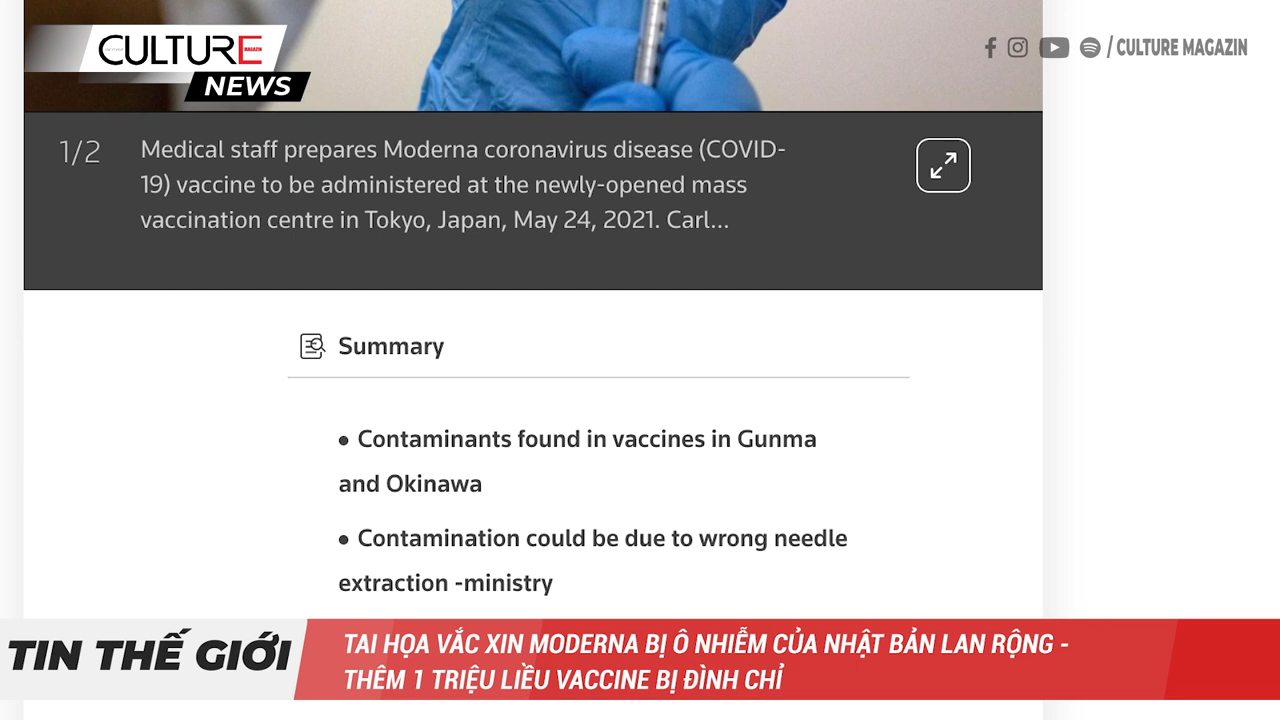 CULTURE
MAGAZIN
NEWS
/ CULTURE MAGAZIN
1/2
Medical staff prepares Moderna coronavirus disease (COVID-
19) vaccine to be administered at the newly-opened mass
vaccination centre in Tokyo, Japan, May 24, 2021. Carl...
Summary
• Contaminants found in vaccines in Gunma
and Okinawa
• Contamination could be due to wrong needle
extraction -ministry
TIN THẾ GIỚI
TAI HỌA VẮC XIN MODERNA BỊ Ô NHIỄM CỦA NHẬT BẢN LAN RỘNG -
THÊM 1 TRIỆU LIỀU VACCINE BỊ ĐÌNH CHỈ